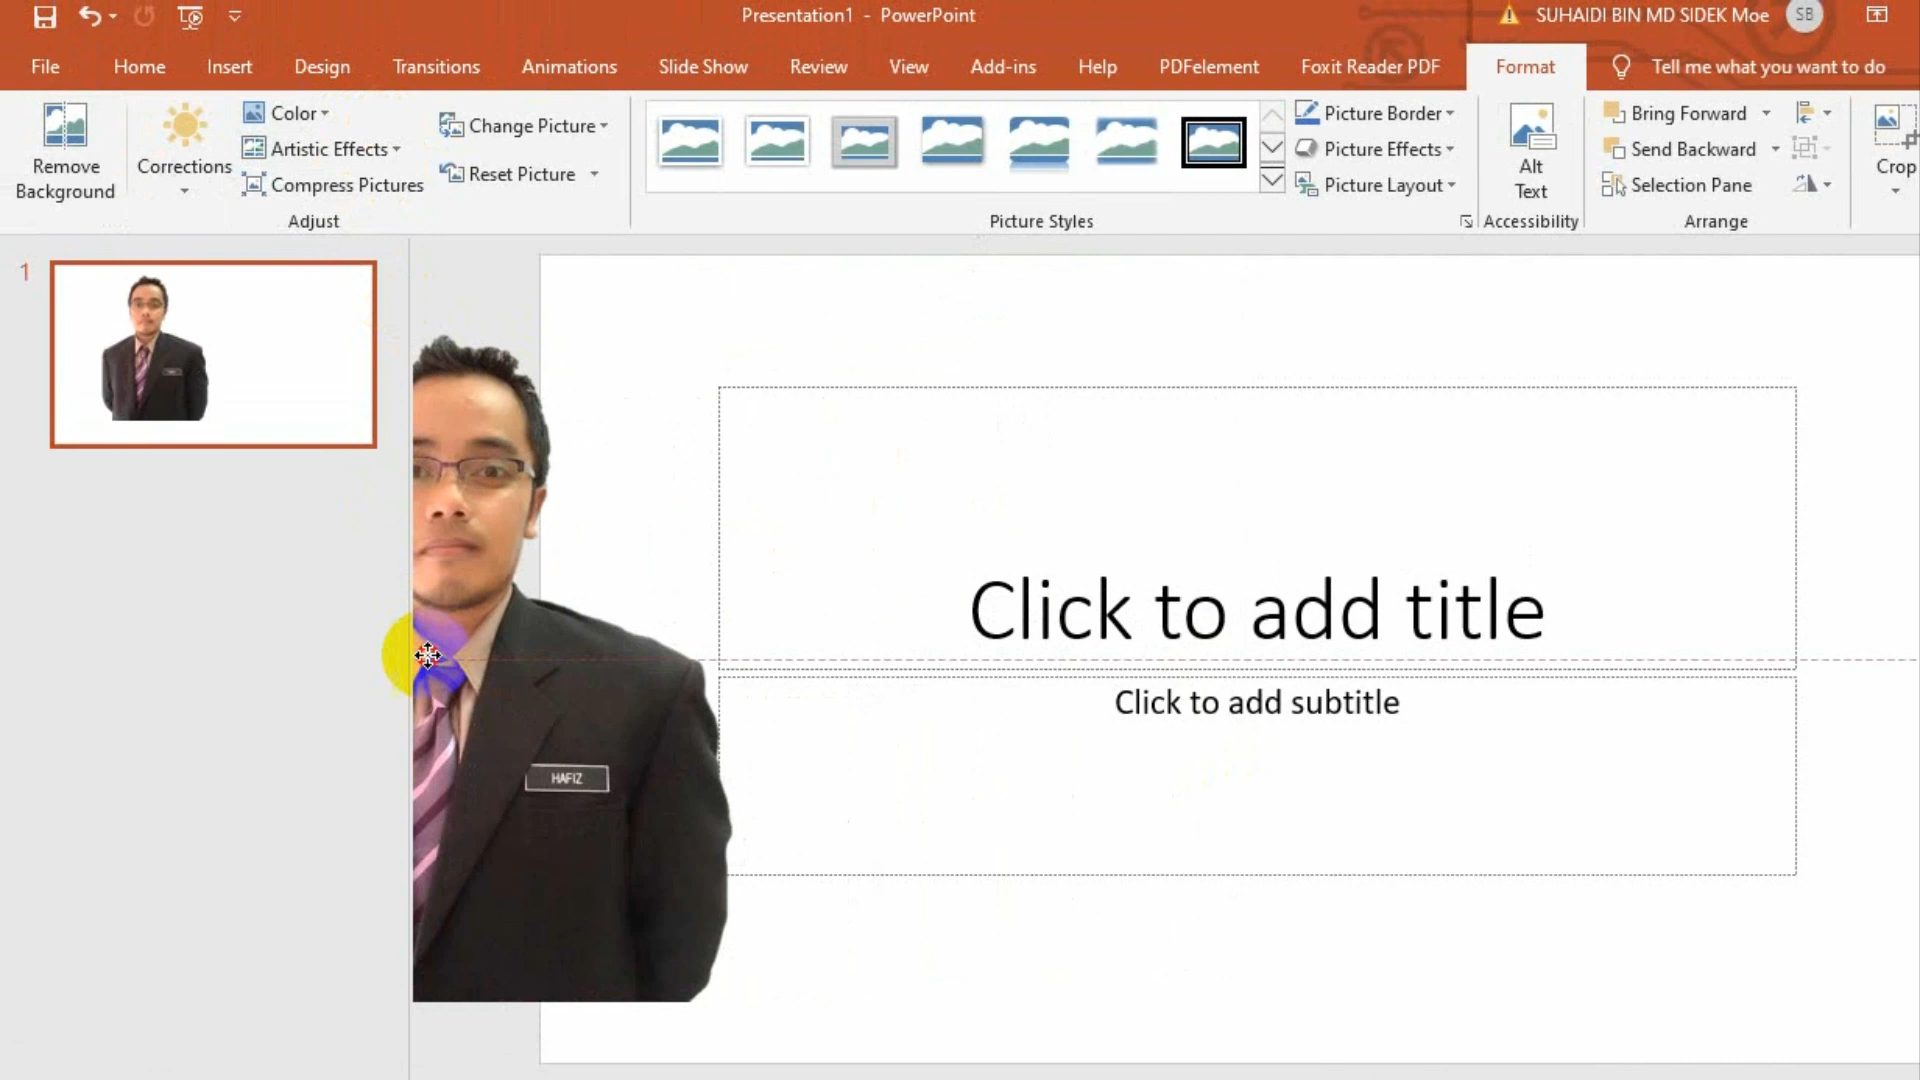 Presentation1 - PowerPoint
SUHAIDI BIN MD SIDEK Moe
SB
File
Home
Insert
Design
Transitions
Animations
Slide Show
Review
View
Add-ins
Help
PDFelement
Foxit Reader PDF
Format
Tell me what you want to do
Remove
Background
Corrections
Color
Artistic Effects
Compress Pictures
Change Picture
Reset Picture
Adjust
Picture Styles
Picture Border
Picture Effects
Picture Layout
Alt
Text
Accessibility
Bring Forward
Send Backward
Selection Pane
Arrange
Crop
1
Click to add title
Click to add subtitle
HAFIZ